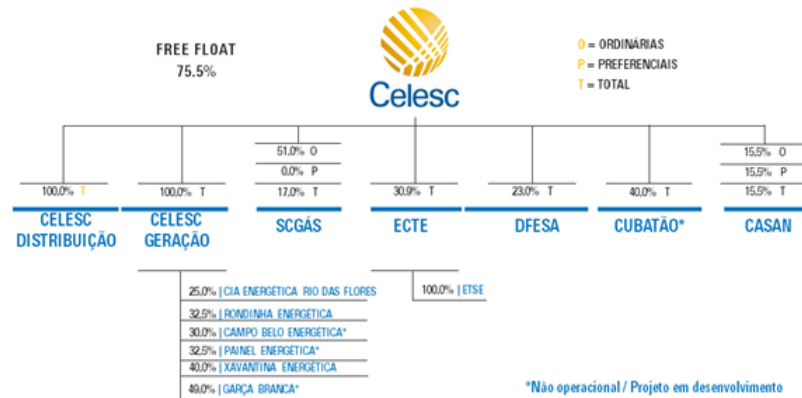 FREE FLOAT
75.5%
Celesc
O = ORDINÁRIAS
P = PREFERENCIAIS
T = TOTAL
100,0% T
CELESC
DISTRIBUIÇÃO
100,0% T
CELESC
GERAÇÃO
51,0% O
0,0% P
17,0% T
SCGÁS
30,9% T
ECTE
23,0% T
DFESA
40,0% T
CUBATÃO*
15,5% O
15,5% P
15,5% T
CASAN
25,0% | CIA ENERGÉTICA RIO DAS FLORES
32,5% | RONDINHA ENERGÉTICA
30,0% | CAMPO BELO ENERGÉTICA*
32,5% | PAINEL ENERGÉTICA*
40,0% | XAVANTINA ENERGÉTICA
49,0% | GARÇA BRANCA*
100,0% | ETSE
*Não operacional / Projeto em desenvolvimento